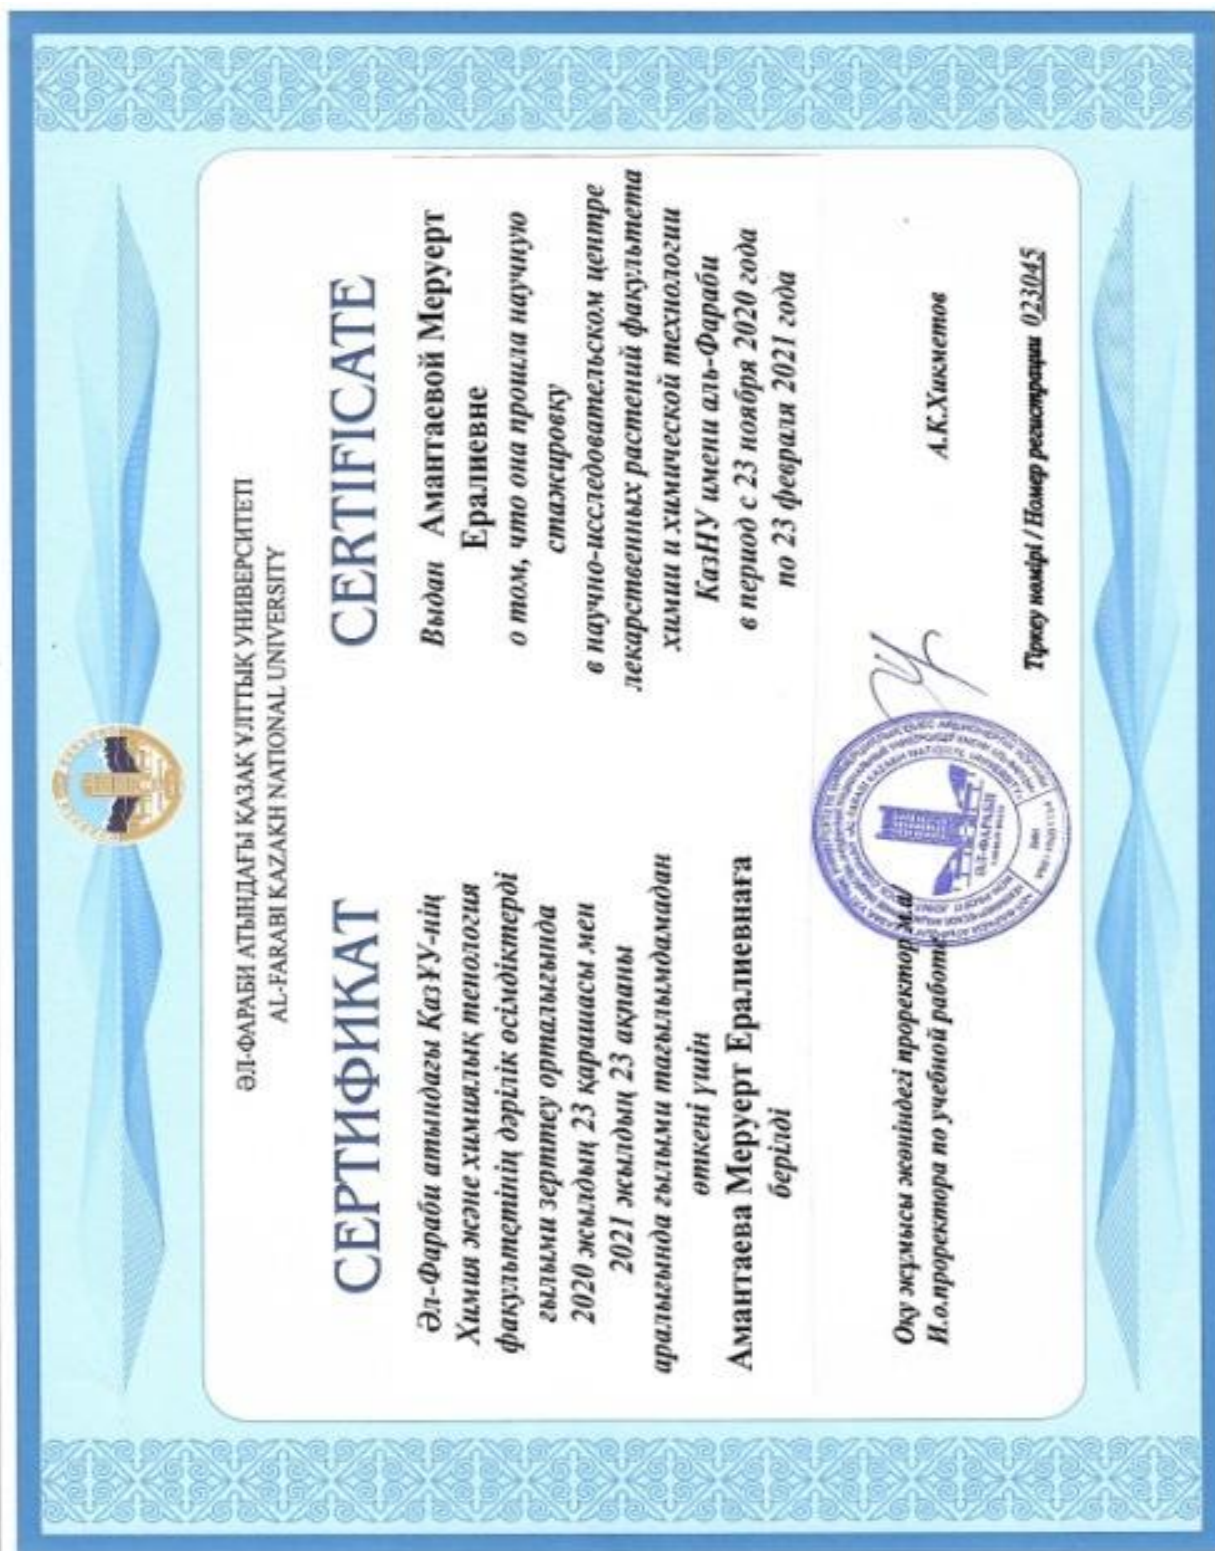 ӘЛ-ФАРАБИ АТЫНДАҒЫ ҚАЗАҚ ҰЛТТЫҚ УНИВЕРСИТЕТІ
AL-FARABI KAZAKH NATIONAL UNIVERSITY
СЕРТИФИКАТ
Әл-Фараби атындағы ҚазҰУ-нің
Химия және химиялық тенология
факультетінің дәрілік өсімдіктерді
ғылыми зерттеу орталығында
2020 жылдың 23 қарашасы мен
2021 жылдың 23 ақпаны
аралығында ғылыми тағылымдамадан
өткені үшін
Амантаева Меруерт Ералиевнаға
берілді
CERTIFICATE
Выдан Амантаевой Меруерт
Ералиевне
о том, что она прошла научную
стажировку
в научно-исследовательском центре
лекарственных растений факультета
химии и химической технологии
КазНУ имени аль-Фараби
в период с 23 ноября 2020 года
по 23 февраля 2021 года
Оқу жұмысы жөніндегі проректор м.а/
И.о.проректора по учебной работе
А.К.Хикметов
ӘЛ-ФАРАБИ
Тіркеу номірі / Номер регистрации 023045